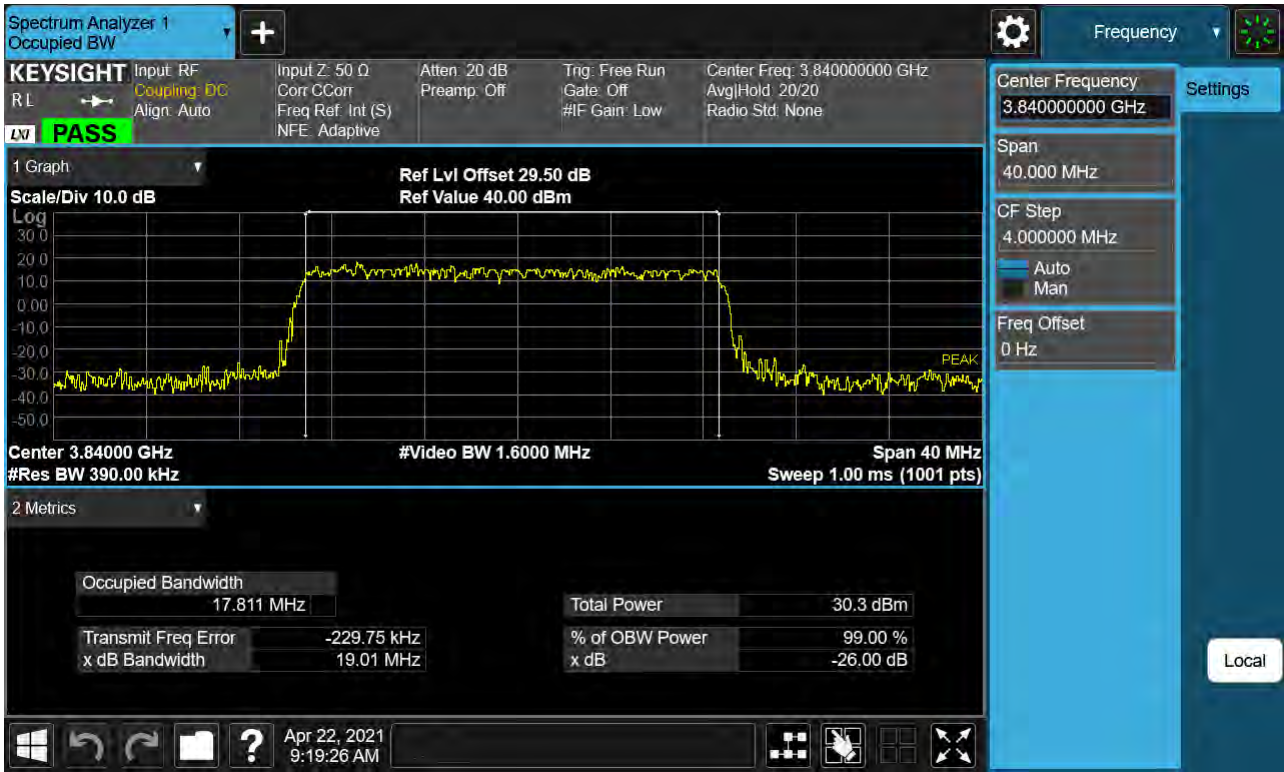 Spectrum Analyzer 1
Occupied BW
+
Frequency
KEYSIGHT
RL
LXI
PASS
Input: RF
Coupling: DC
Align: Auto
Input Z: 50 Ω
Corr CCorr
Freq Ref: Int (S)
NFE: Adaptive
Atten: 20 dB
Preamp: Off
Trig: Free Run
Gate: Off
#IF Gain: Low
Center Freq: 3.840000000 GHz
Avg|Hold: 20/20
Radio Std: None
Center Frequency
3.840000000 GHz
Settings
Span
40.000 MHz
CF Step
4.000000 MHz
Auto
Man
Freq Offset
0 Hz
Local
1 Graph
Scale/Div 10.0 dB
Ref Lvl Offset 29.50 dB
Ref Value 40.00 dBm
Log
30.0
20.0
10.0
0.00
-10.0
-20.0
-30.0
-40.0
-50.0
PEAK
Center 3.84000 GHz
#Video BW 1.6000 MHz
Span 40 MHz
#Res BW 390.00 kHz
Sweep 1.00 ms (1001 pts)
2 Metrics
Occupied Bandwidth
17.811 MHz
Total Power 30.3 dBm
Transmit Freq Error -229.75 kHz
% of OBW Power 99.00 %
x dB Bandwidth 19.01 MHz
x dB -26.00 dB
?
Apr 22, 2021
9:19:26 AM